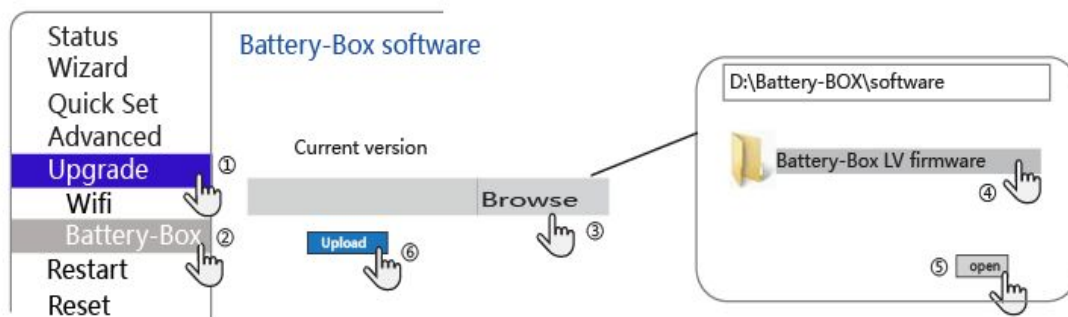 Status
Wizard
Quick Set
Advanced
Upgrade ①
Wifi
Battery-Box ②
Restart
Reset
Battery-Box software
Current version
Browse ③
Upload ⑥
D:\Battery-BOX\software
Battery-Box LV firmware
④
⑤ open